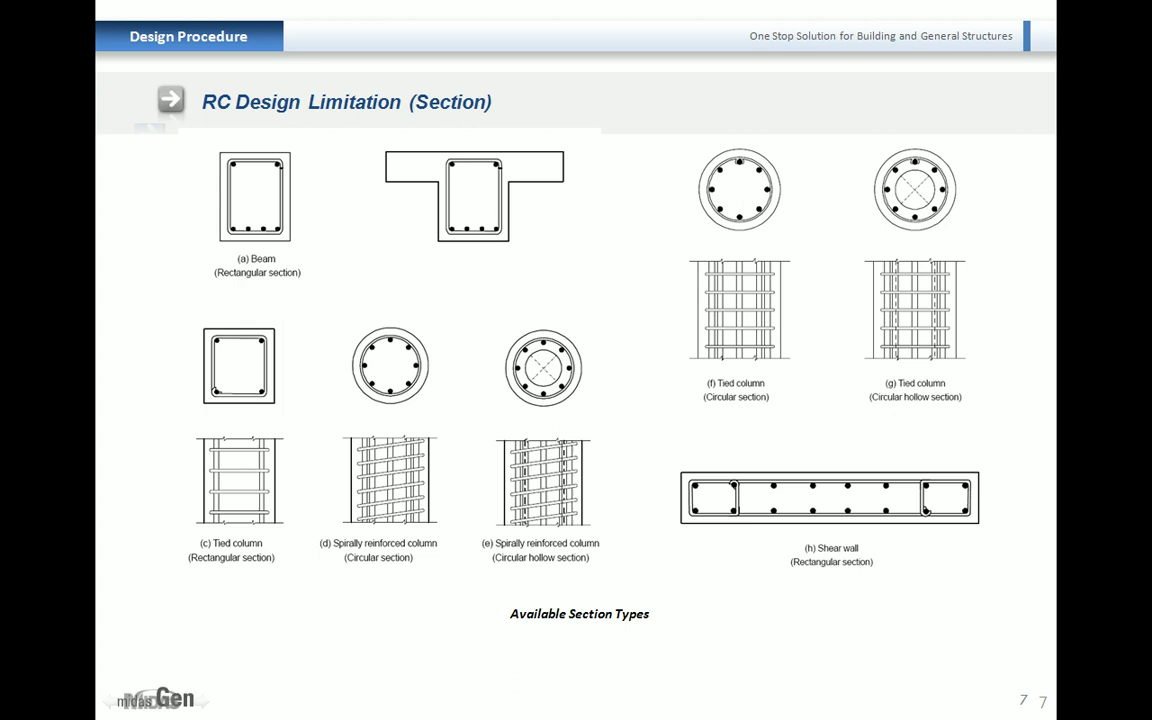 Design Procedure
One Stop Solution for Building and General Structures
RC Design Limitation (Section)
(a) Beam
(Rectangular section)
(f) Tied column
(Circular section)
(g) Tied column
(Circular hollow section)
(c) Tied column
(Rectangular section)
(d) Spirally reinforced column
(Circular section)
(e) Spirally reinforced column
(Circular hollow section)
(h) Shear wall
(Rectangular section)
Available Section Types
midas Gen
7 7